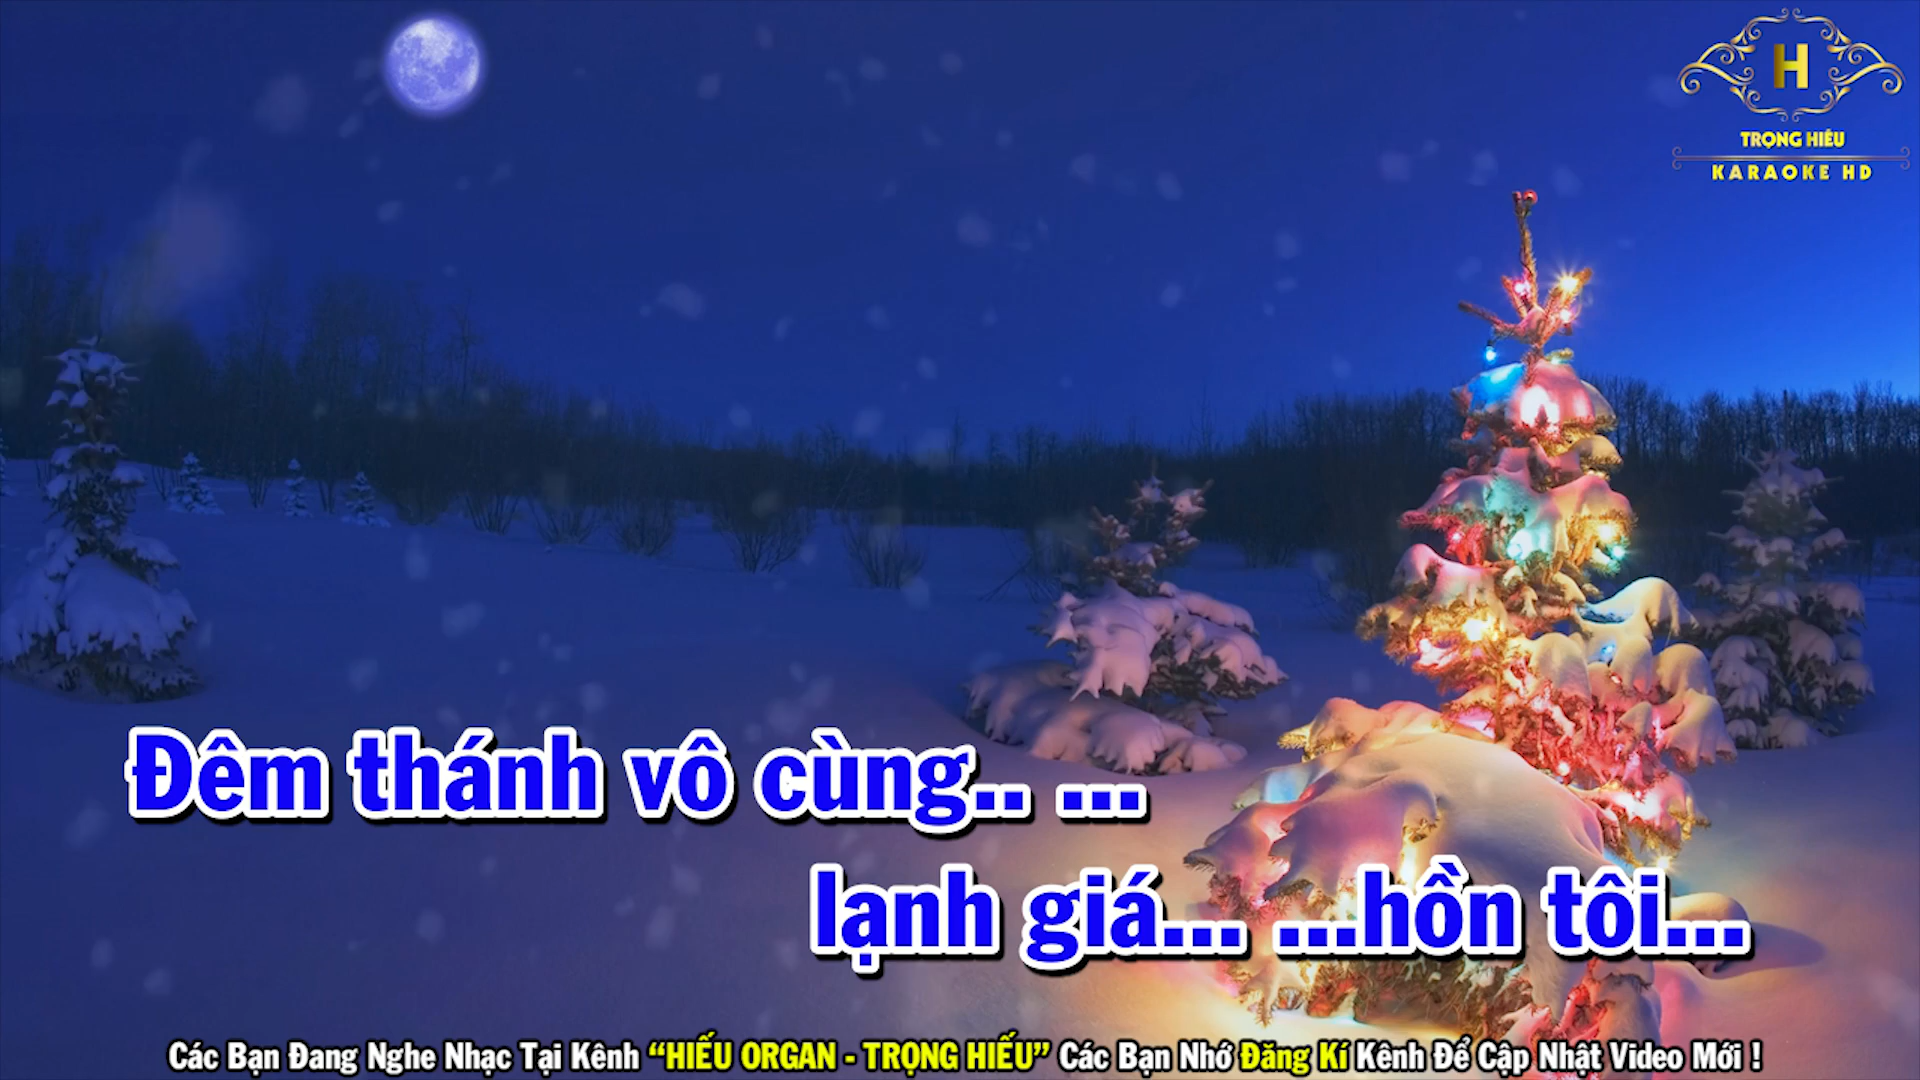 H
TRỌNG HIẾU
KARAOKE HD
Đêm thánh vô cùng.. ...
lạnh giá... ...hồn tôi...
Các Bạn Đang Nghe Nhạc Tại Kênh “HIẾU ORGAN - TRỌNG HIẾU” Các Bạn Nhớ Đăng Kí Kênh Để Cập Nhật Video Mới !